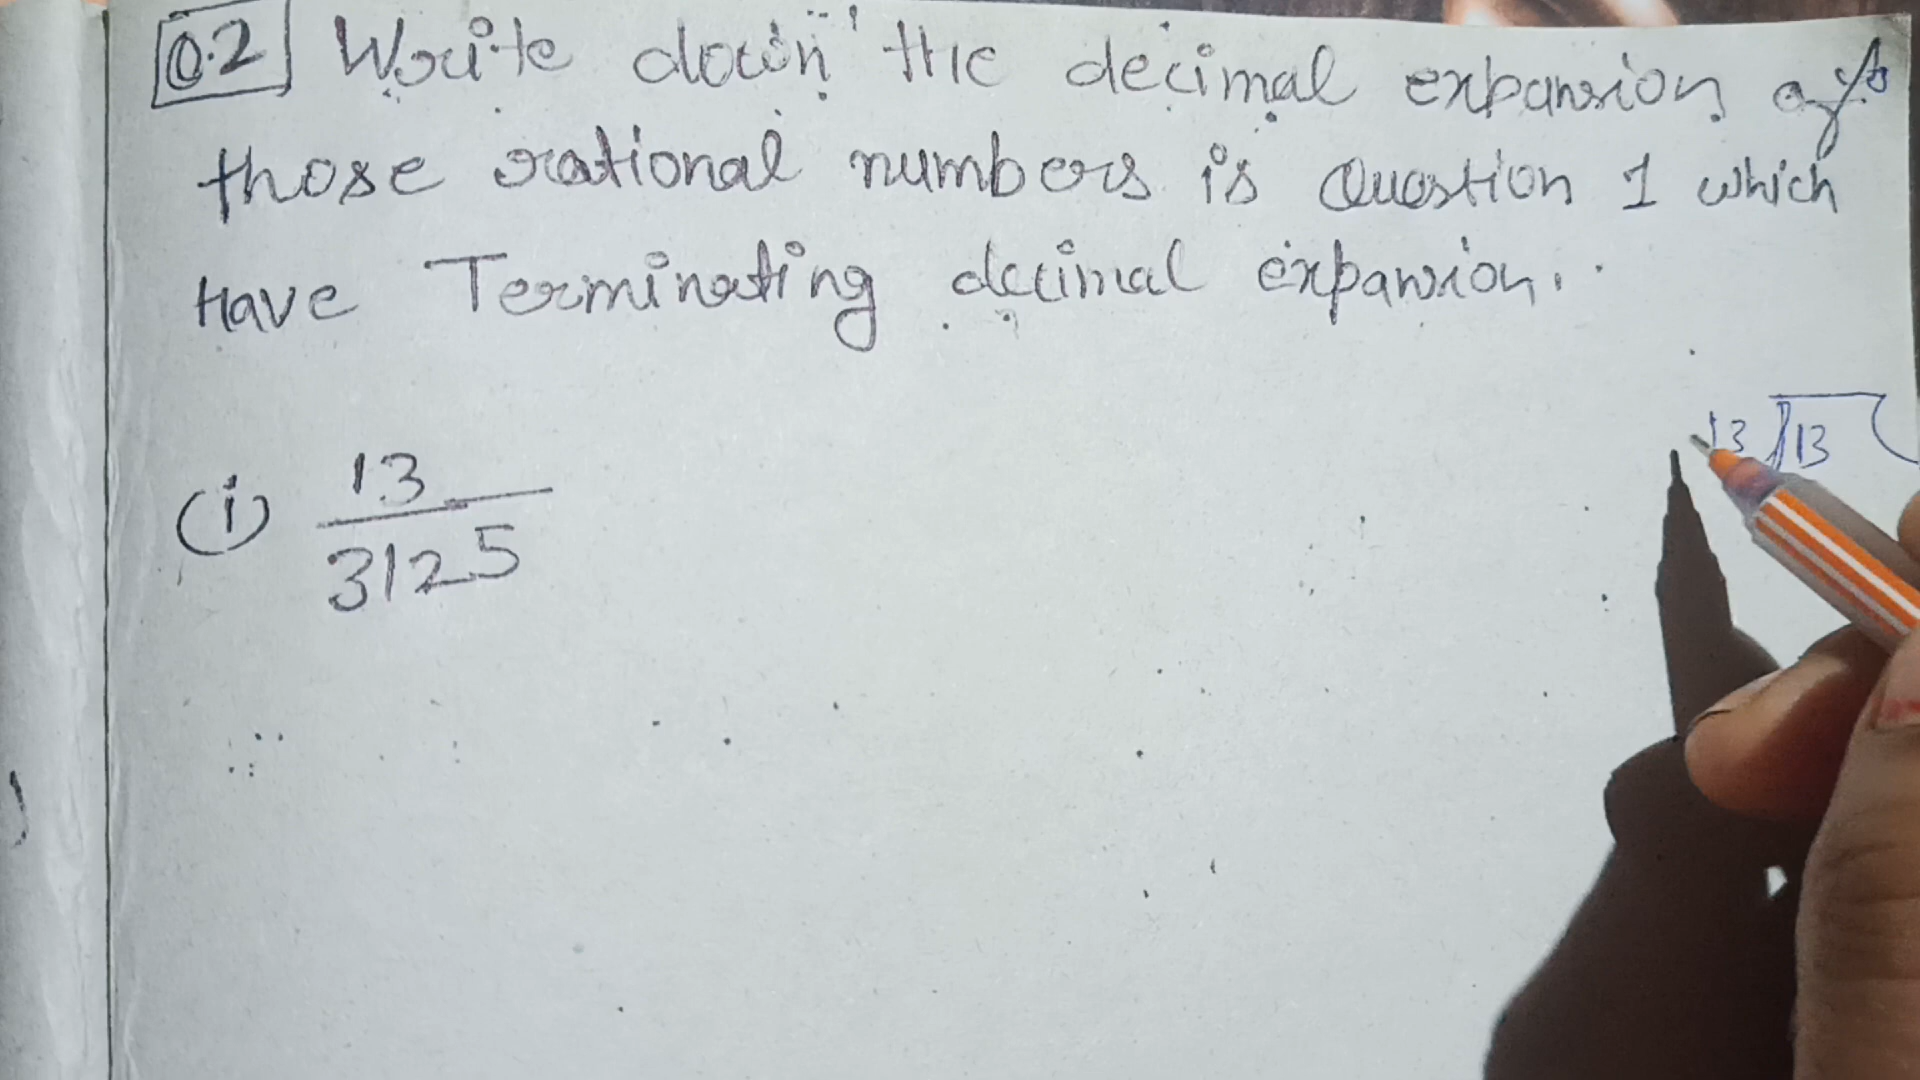 Q.2 Write down the decimal expansion of
those rational numbers is Question 1 which
Have Terminating decimal expansion.
(i) 13
3125
13 13